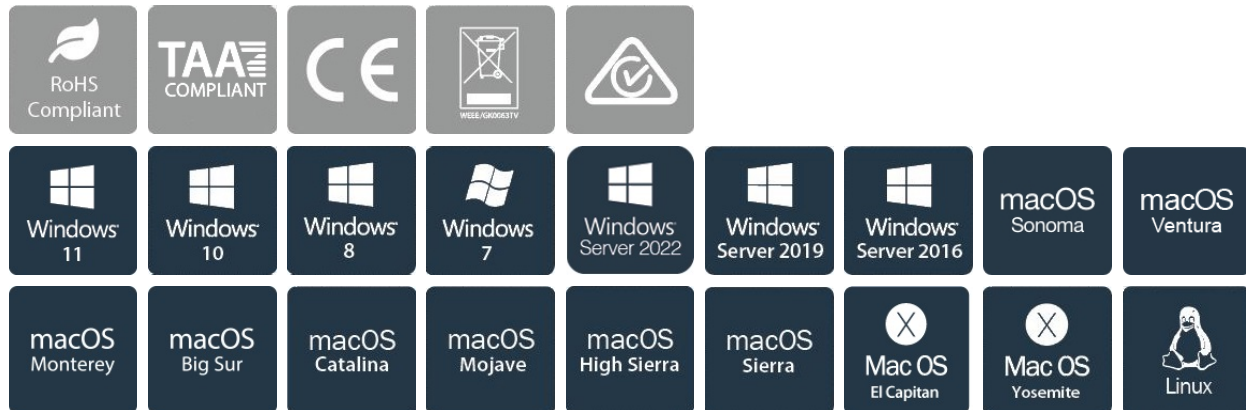 RoHS
Compliant
TAA
COMPLIANT
CE
WEEE/GK0083TV
Windows
11
Windows
10
Windows
8
Windows
7
Windows
Server 2022
Windows
Server 2019
Windows
Server 2016
macOS
Sonoma
macOS
Ventura
macOS
Monterey
macOS
Big Sur
macOS
Catalina
macOS
Mojave
macOS
High Sierra
macOS
Sierra
X
Mac OS
El Capitan
X
Mac OS
Yosemite
Linux